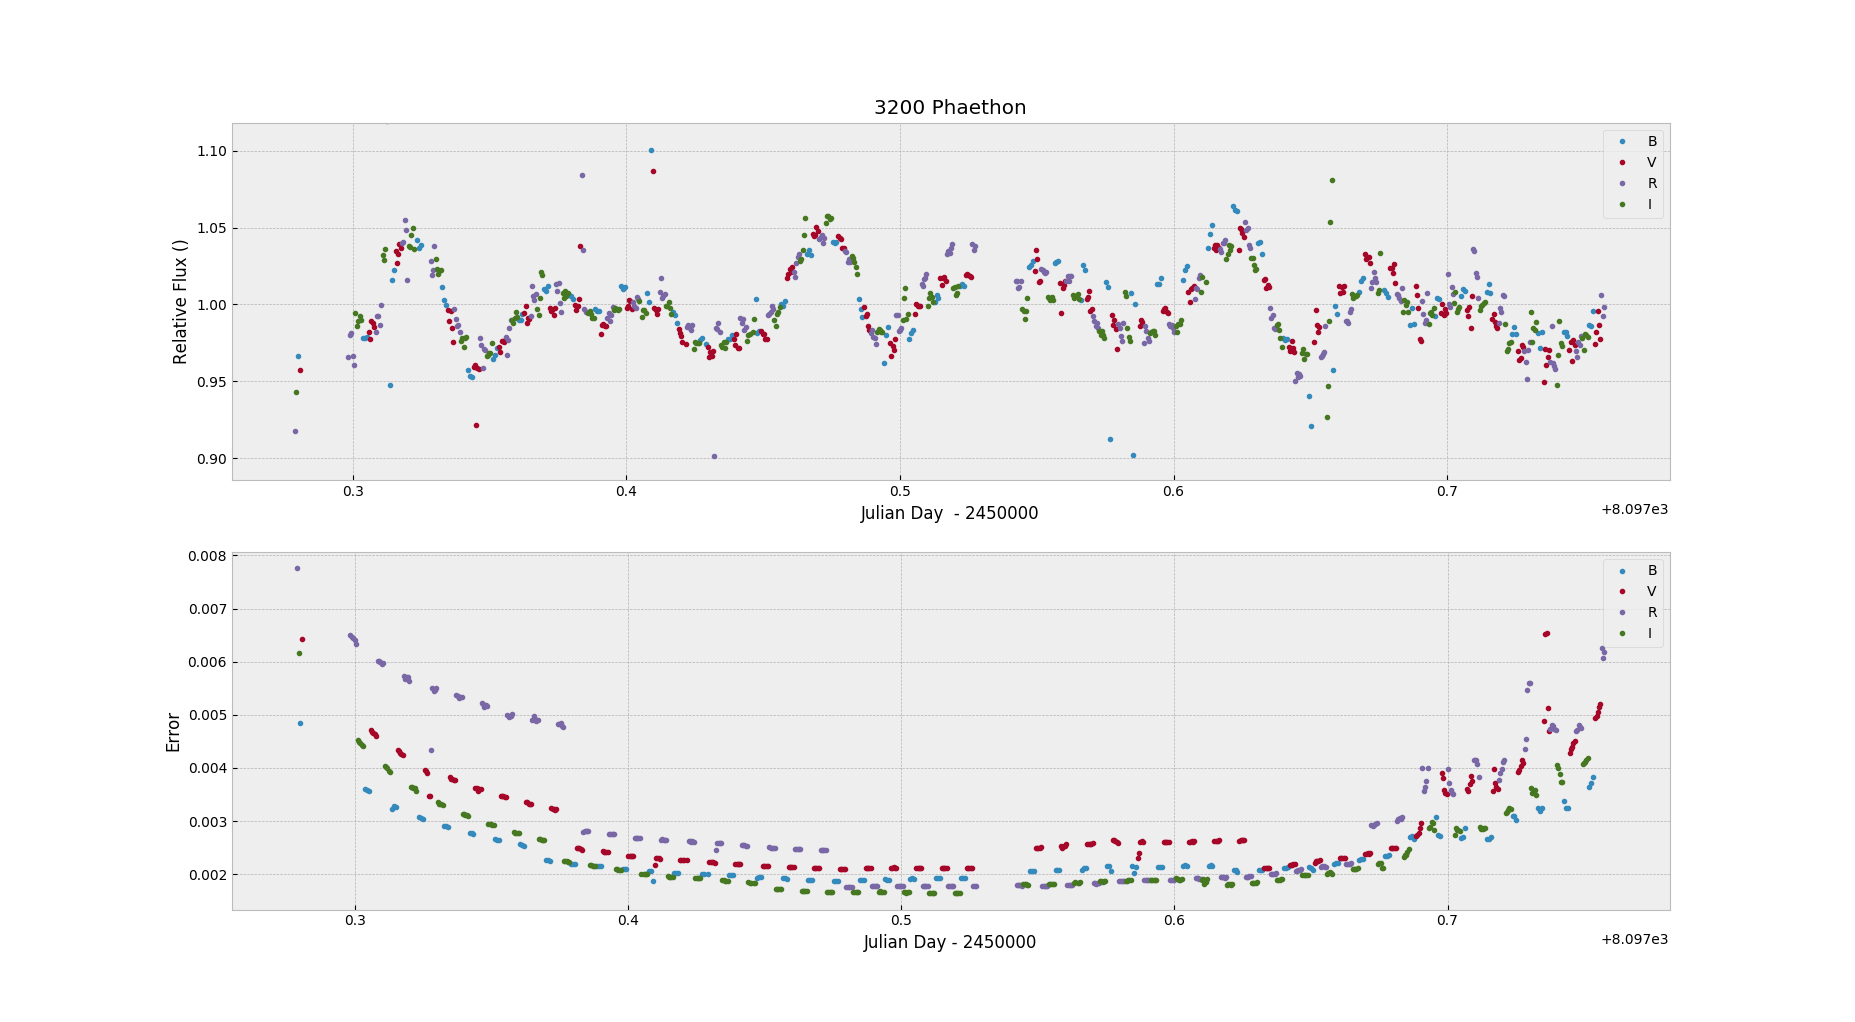 3200 Phaethon
1.10
1.05
1.00
0.95
0.90
Relative Flux ()
B
V
R
I
0.3 0.4 0.5 0.6 0.7
Julian Day - 2450000
+8.097e3
0.008
0.007
0.006
0.005
0.004
0.003
0.002
Error
B
V
R
I
0.3 0.4 0.5 0.6 0.7
Julian Day - 2450000
+8.097e3